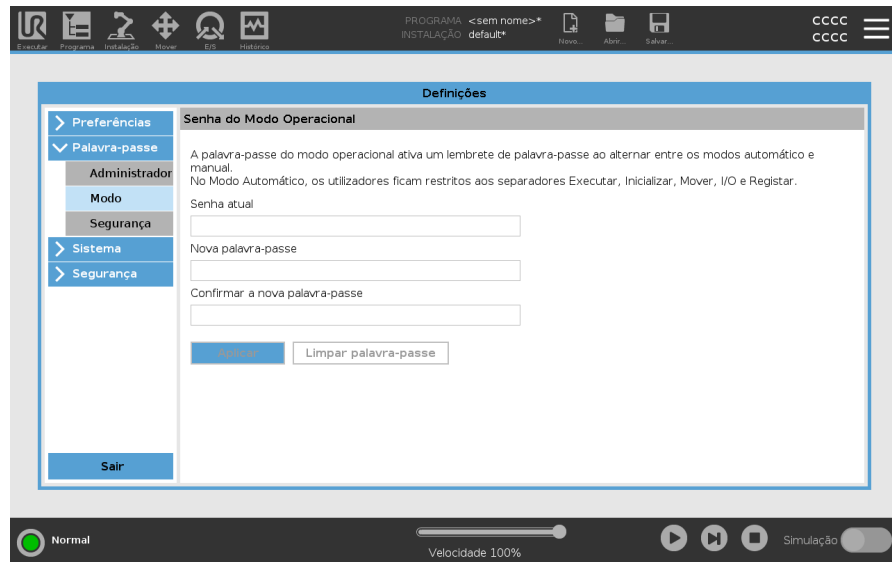 PROGRAMA <sem nome>*
INSTALAÇÃO default*
Executar Programa Instalação Mover E/S Histórico Novo... Abrir... Salvar...
cccc
cccc
Definições
Preferências
Palavra-passe
Administrador
Modo
Segurança
Sistema
Segurança
Sair
Senha do Modo Operacional
A palavra-passe do modo operacional ativa um lembrete de palavra-passe ao alternar entre os modos automático e
manual.
No Modo Automático, os utilizadores ficam restritos aos separadores Executar, Inicializar, Mover, I/O e Registar.
Senha atual
Nova palavra-passe
Confirmar a nova palavra-passe
Aplicar Limpar palavra-passe
Normal
Velocidade 100%
Simulação